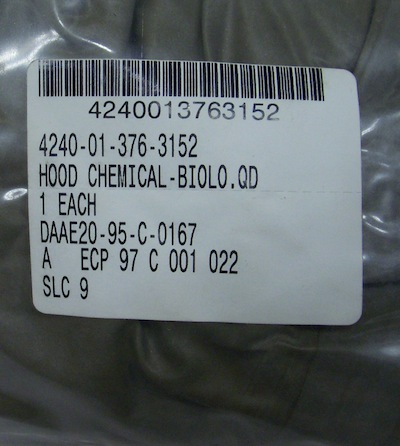 4240013763152
4240-01-376-3152
HOOD CHEMICAL-BIOLO.QD
1 EACH
DAAE20-95-C-0167
A ECP 97 C 001 022
SLC 9